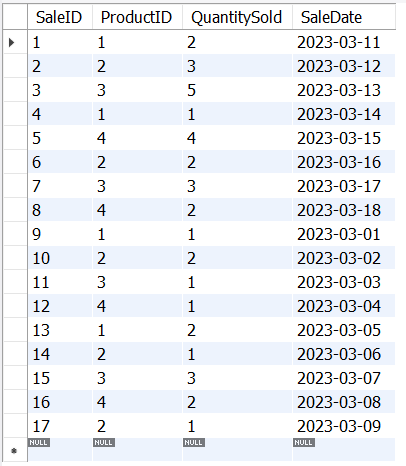 SaleID ProductID QuantitySold SaleDate
1 1 2 2023-03-11
2 2 3 2023-03-12
3 3 5 2023-03-13
4 1 1 2023-03-14
5 4 4 2023-03-15
6 2 2 2023-03-16
7 3 3 2023-03-17
8 4 2 2023-03-18
9 1 1 2023-03-01
10 2 2 2023-03-02
11 3 1 2023-03-03
12 4 1 2023-03-04
13 1 2 2023-03-05
14 2 1 2023-03-06
15 3 3 2023-03-07
16 4 2 2023-03-08
17 2 1 2023-03-09
NULL NULL NULL NULL